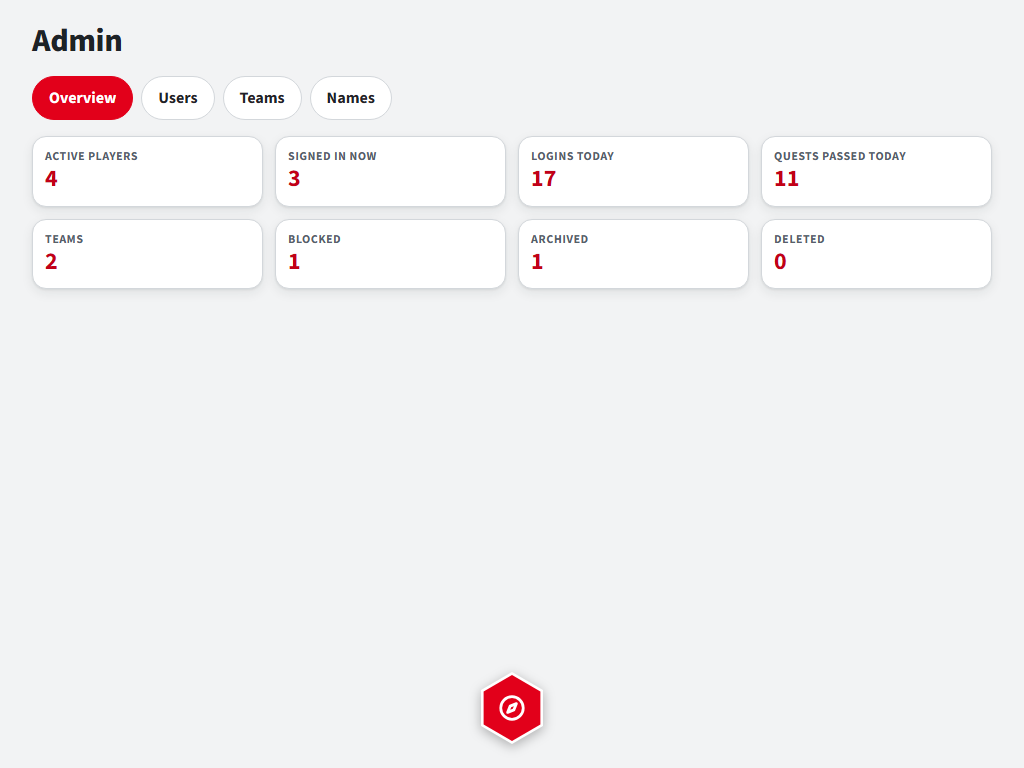 Admin
Overview Users Teams Names
ACTIVE PLAYERS SIGNED IN NOW LOGINS TODAY QUESTS PASSED TODAY
4 3 17 11
TEAMS BLOCKED ARCHIVED DELETED
2 1 1 0